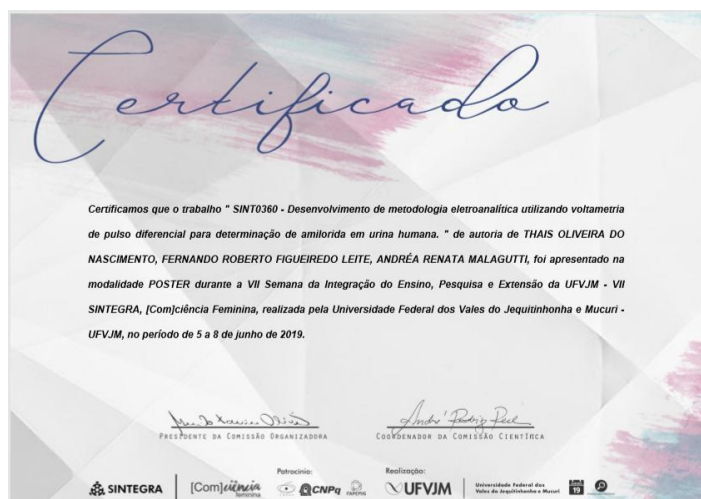 Certificado
Certificamos que o trabalho " SINT0360 - Desenvolvimento de metodologia eletroanalítica utilizando voltametria
de pulso diferencial para determinação de amilorida em urina humana. " de autoria de THAIS OLIVEIRA DO
NASCIMENTO, FERNANDO ROBERTO FIGUEIREDO LEITE, ANDRÉA RENATA MALAGUTTI, foi apresentado na
modalidade POSTER durante a VII Semana da Integração do Ensino, Pesquisa e Extensão da UFVJM - VII
SINTEGRA, [Com]ciência Feminina, realizada pela Universidade Federal dos Vales do Jequitinhonha e Mucuri -
UFVJM, no período de 5 a 8 de junho de 2019.
Presidente da Comissão Organizadora
Coordenador da Comissão Científica
Patrocínio:
Realização:
SINTEGRA
[Com]ciência
feminina
CNPq
FAPEMIG
UFVJM
Universidade Federal dos
Vales do Jequitinhonha e Mucuri
19